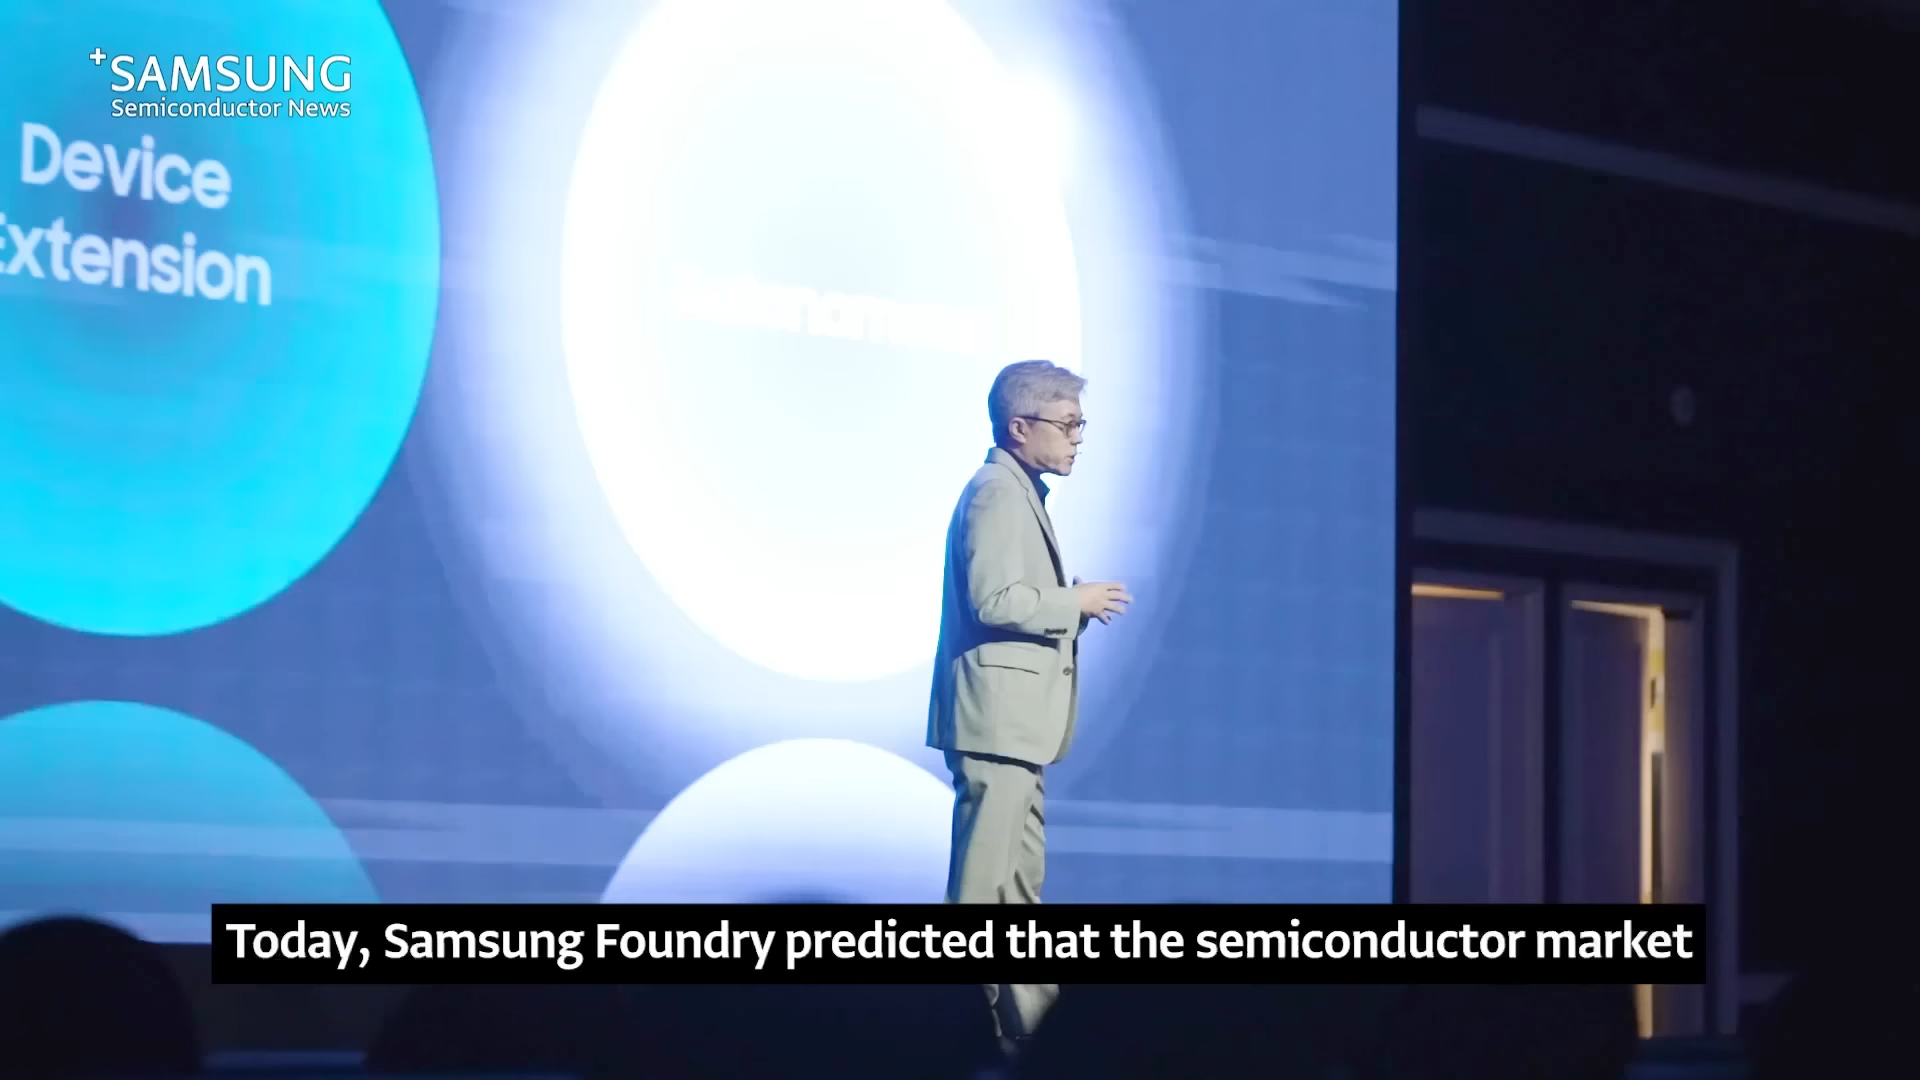 +SAMSUNG
Semiconductor News
Device
Extension
Today, Samsung Foundry predicted that the semiconductor market